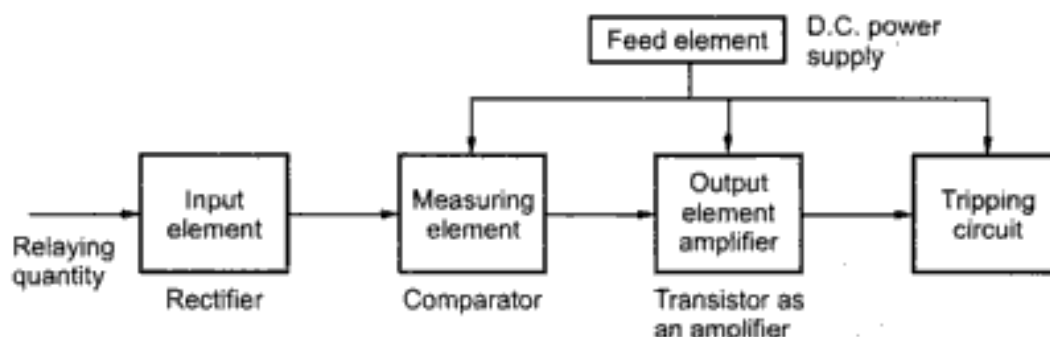 Feed element
D.C. power
supply
Input
element
Measuring
element
Output
element
amplifier
Tripping
circuit
Relaying
quantity
Rectifier
Comparator
Transistor as
an amplifier